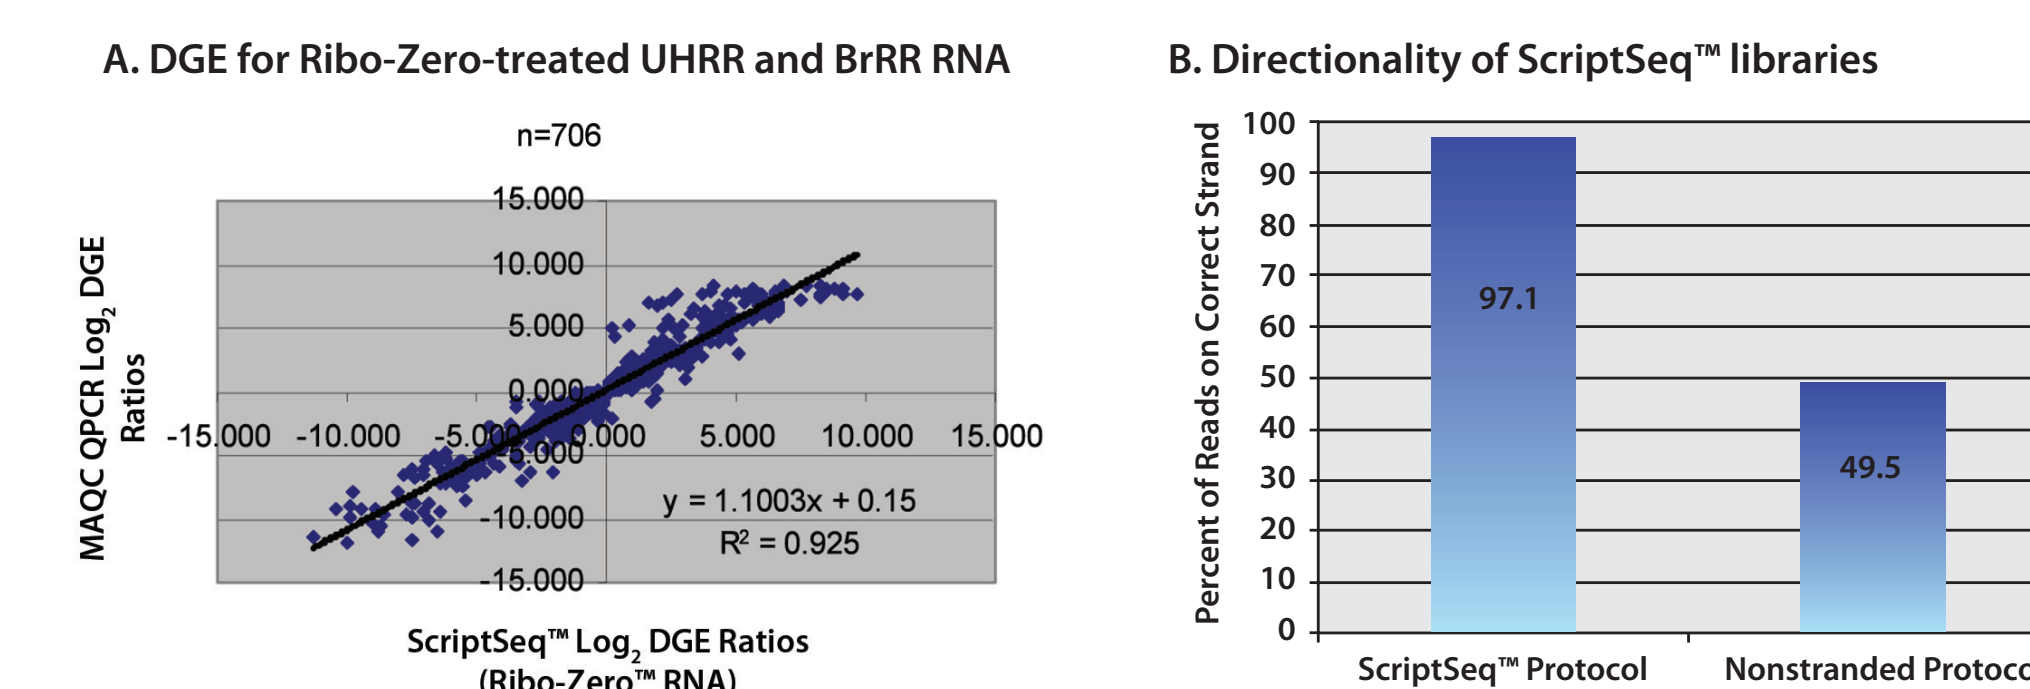 A. DGE for Ribo-Zero-treated UHRR and BrRR RNA
n=706
15.000
10.000
5.000
0.000
-5.000
-10.000
-15.000
-15.000 -10.000 -5.000 0.000 5.000 10.000 15.000
y = 1.1003x + 0.15
R² = 0.925
MAQC QPCR Log₂ DGE
Ratios
ScriptSeq™ Log₂ DGE Ratios
(Ribo-Zero™ RNA)
B. Directionality of ScriptSeq™ libraries
Percent of Reads on Correct Strand
100
90
80
70
60
50
40
30
20
10
0
97.1
49.5
ScriptSeq™ Protocol
Nonstranded Protoco